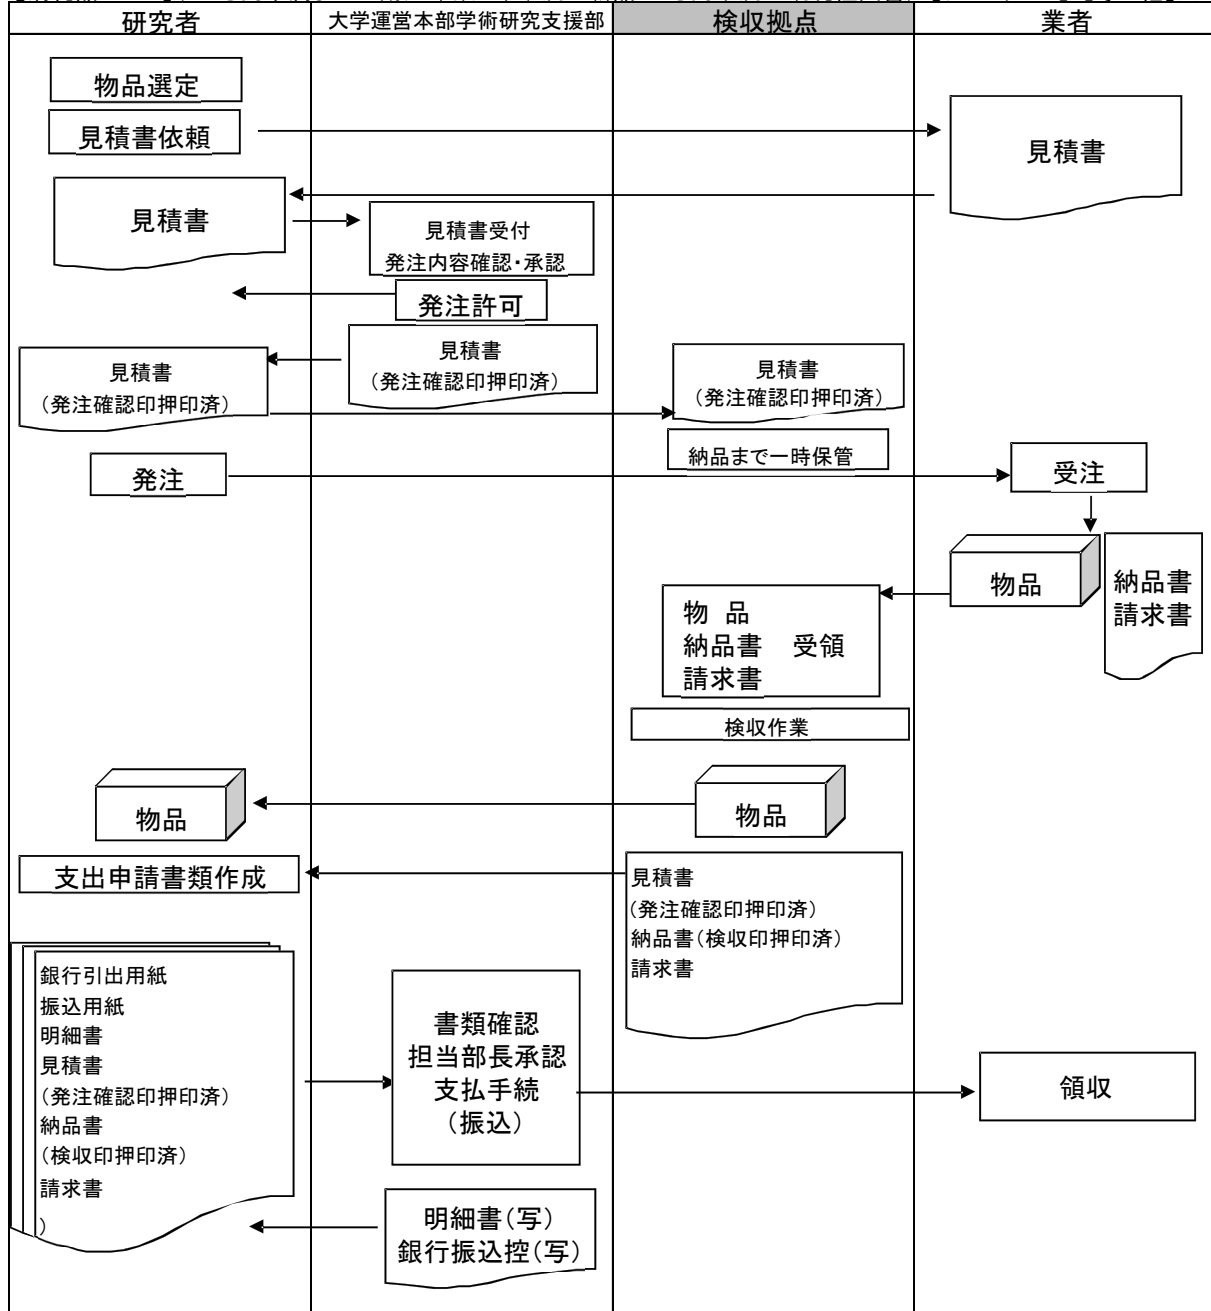 研究者
大学運営本部学術研究支援部
検収拠点
業者
物品選定
見積書依頼
見積書
見積書
見積書受付
発注内容確認・承認
発注許可
見積書
(発注確認印押印済)
見積書
(発注確認印押印済)
見積書
(発注確認印押印済)
納品まで一時保管
発注
受注
物品
納品書
請求書
物 品
納品書 受領
請求書
検収作業
物品
物品
支出申請書類作成
見積書
(発注確認印押印済)
納品書(検収印押印済)
請求書
銀行引出用紙
振込用紙
明細書
見積書
(発注確認印押印済)
納品書
(検収印押印済)
請求書
)
書類確認
担当部長承認
支払手続
(振込)
領収
明細書(写)
銀行振込控(写)